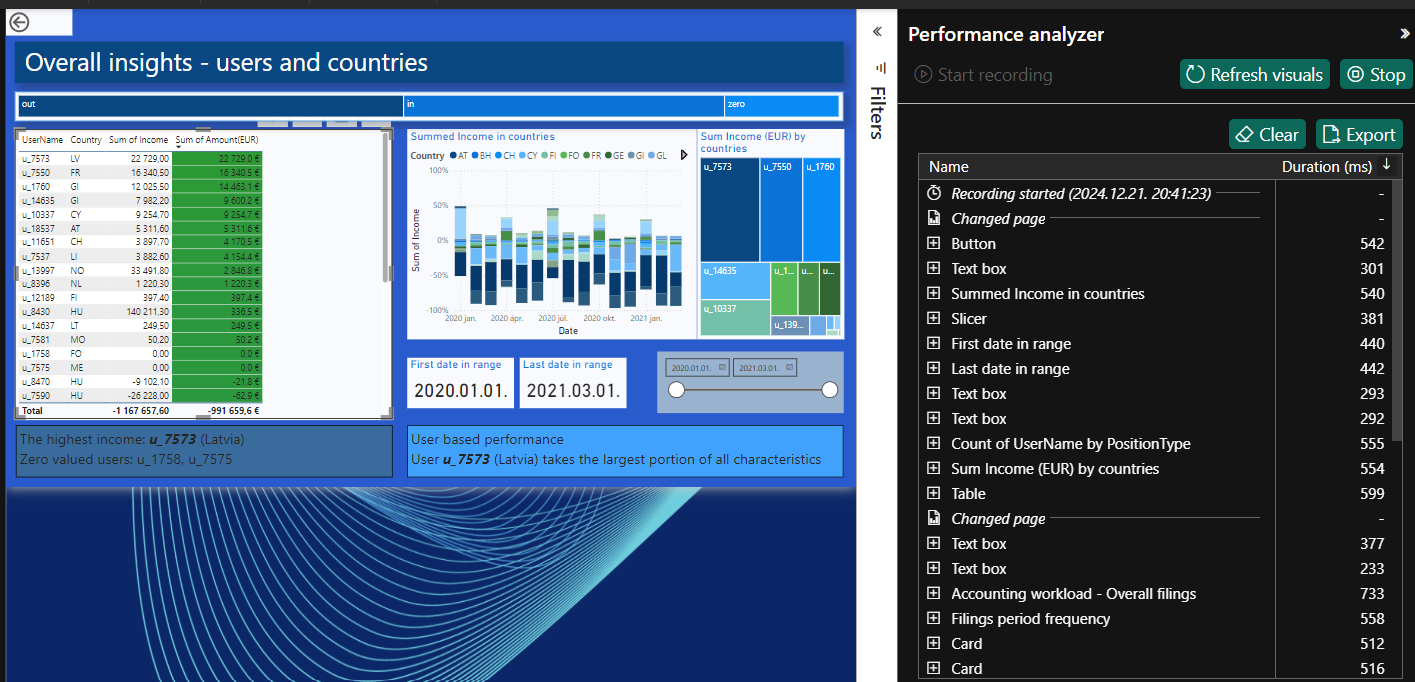 Overall insights - users and countries
out in zero
UserName Country Sum of Income Sum of Amount(EUR)
u_7573 LV 22 729,00 22 729,0 €
u_7550 FR 16 340,50 16 340,5 €
u_1760 GI 12 025,50 14 463,1 €
u_14635 GI 7 982,20 9 600,2 €
u_10337 CY 9 254,70 9 254,7 €
u_18537 AT 5 311,60 5 311,6 €
u_11651 CH 3 897,70 4 170,5 €
u_7537 LI 3 882,60 4 154,4 €
u_13997 NO 33 491,80 2 846,8 €
u_8396 NL 1 220,30 1 220,3 €
u_12189 FI 397,40 397,4 €
u_8430 HU 140 211,30 336,5 €
u_14637 LT 249,50 249,5 €
u_7581 MO 50,20 50,2 €
u_1758 FO 0,00 0,0 €
u_7575 ME 0,00 0,0 €
u_8470 HU -9 102,10 -21,8 €
u_7590 HU -26 228,00 -62,9 €
Total -1 167 657,60 -991 659,6 €
The highest income: u_7573 (Latvia)
Zero valued users: u_1758, u_7575
Summed Income in countries
Country AT BH CH CY FI FO FR GE GI GL
100%
50%
0%
-50%
-100%
Sum of Income
2020 jan. 2020 ápr. 2020 júl. 2020 okt. 2021 jan.
Date
Sum Income (EUR) by
countries
u_7573 u_7550 u_1760
u_14635 u_1... u... u...
u_10337 u_139...
First date in range
2020.01.01.
Last date in range
2021.03.01.
2020.01.01. 2021.03.01.
User based performance
User u_7573 (Latvia) takes the largest portion of all characteristics
Filters
Performance analyzer
Start recording Refresh visuals Stop
Clear Export
Name Duration (ms)
Recording started (2024.12.21. 20:41:23) -
Changed page -
Button 542
Text box 301
Summed Income in countries 540
Slicer 381
First date in range 440
Last date in range 442
Text box 293
Text box 292
Count of UserName by PositionType 555
Sum Income (EUR) by countries 554
Table 599
Changed page -
Text box 377
Text box 233
Accounting workload - Overall filings 733
Filings period frequency 558
Card 512
Card 516